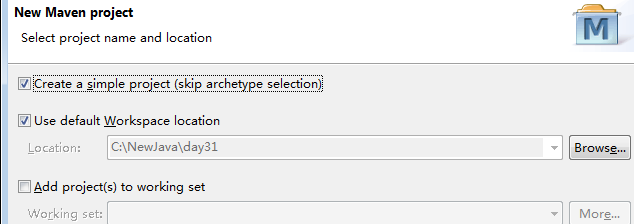 New Maven project
Select project name and location
M
Create a simple project (skip archetype selection)
Use default Workspace location
Location: C:\NewJava\day31 Browse...
Add project(s) to working set
Working set: More...